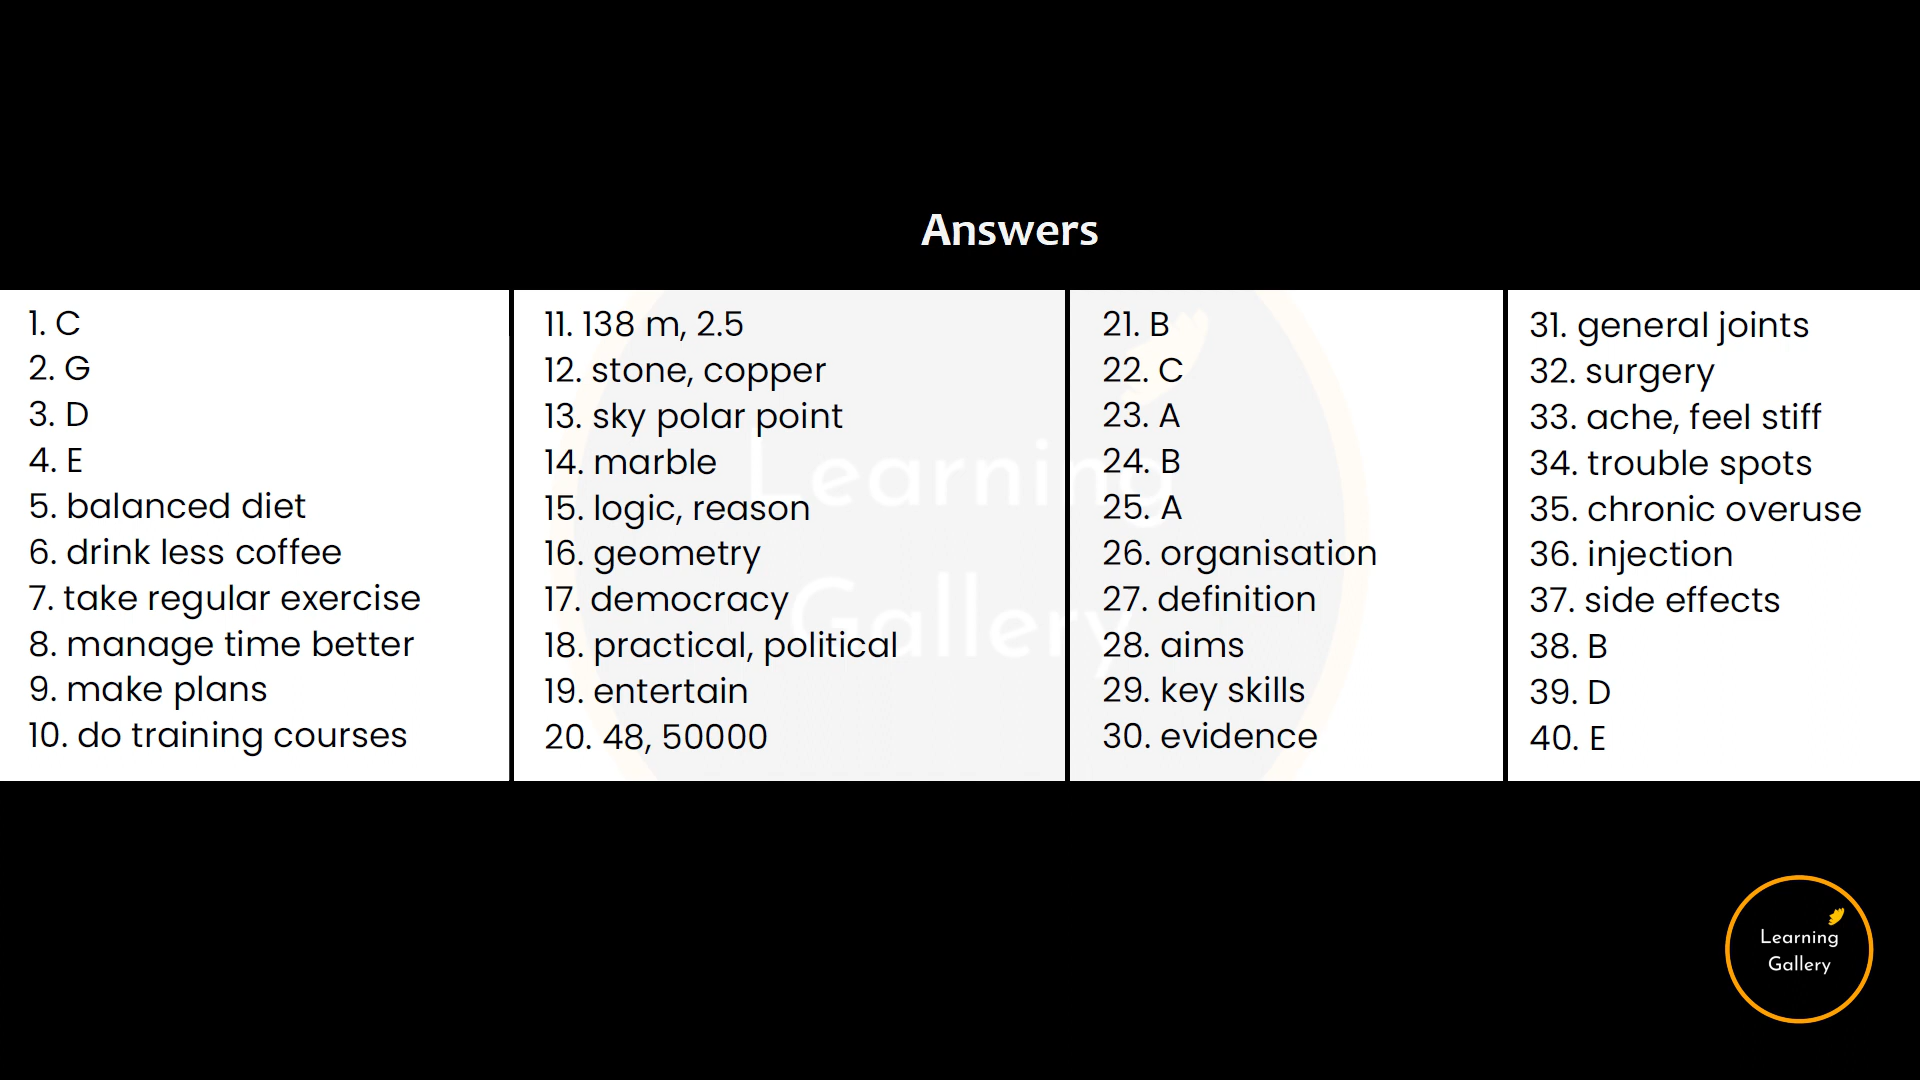 Answers
1. C
2. G
3. D
4. E
5. balanced diet
6. drink less coffee
7. take regular exercise
8. manage time better
9. make plans
10. do training courses
11. 138 m, 2.5
12. stone, copper
13. sky polar point
14. marble
15. logic, reason
16. geometry
17. democracy
18. practical, political
19. entertain
20. 48, 50000
21. B
22. C
23. A
24. B
25. A
26. organisation
27. definition
28. aims
29. key skills
30. evidence
31. general joints
32. surgery
33. ache, feel stiff
34. trouble spots
35. chronic overuse
36. injection
37. side effects
38. B
39. D
40. E
Learning
Gallery
Learning
Gallery